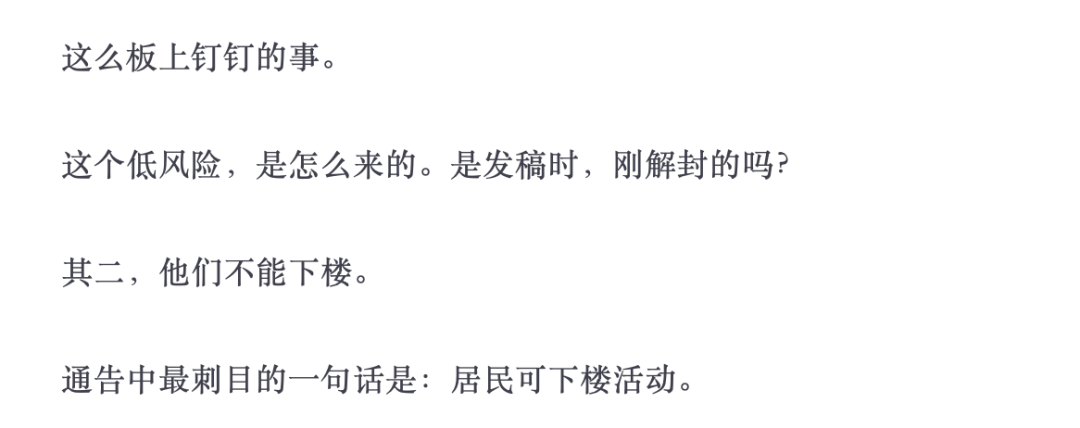 这么板上钉钉的事。
这个低风险，是怎么来的。是发稿时，刚解封的吗？
其二，他们不能下楼。
通告中最刺目的一句话是：居民可下楼活动。